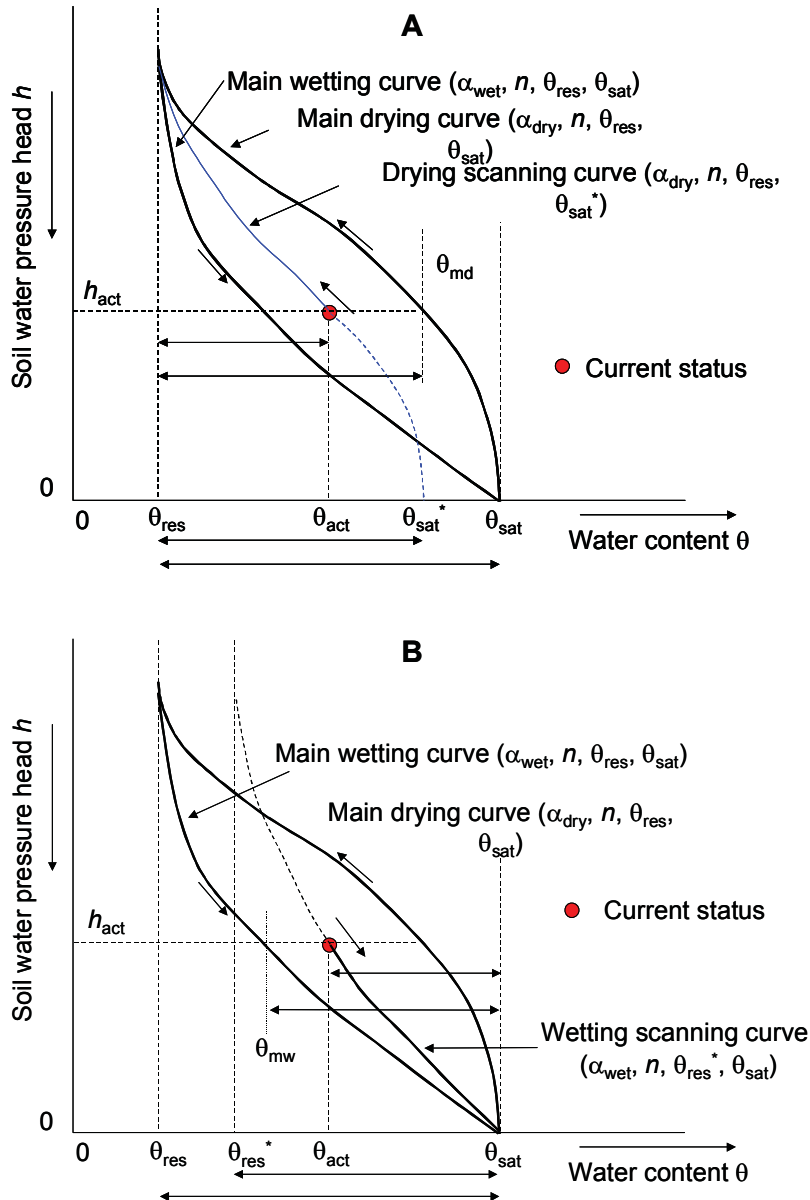 A
Main wetting curve (αwet, n, θres, θsat)
Main drying curve (αdry, n, θres,
θsat)
Drying scanning curve (αdry, n, θres,
θsat*)
Soil water pressure head h
θmd
hact
Current status
0
0
θres
θact
θsat*
θsat
Water content θ
B
Main wetting curve (αwet, n, θres, θsat)
Main drying curve (αdry, n, θres,
θsat)
Soil water pressure head h
Current status
hact
θmw
Wetting scanning curve
(αwet, n, θres*, θsat)
0
0
θres
θres*
θact
θsat
Water content θ